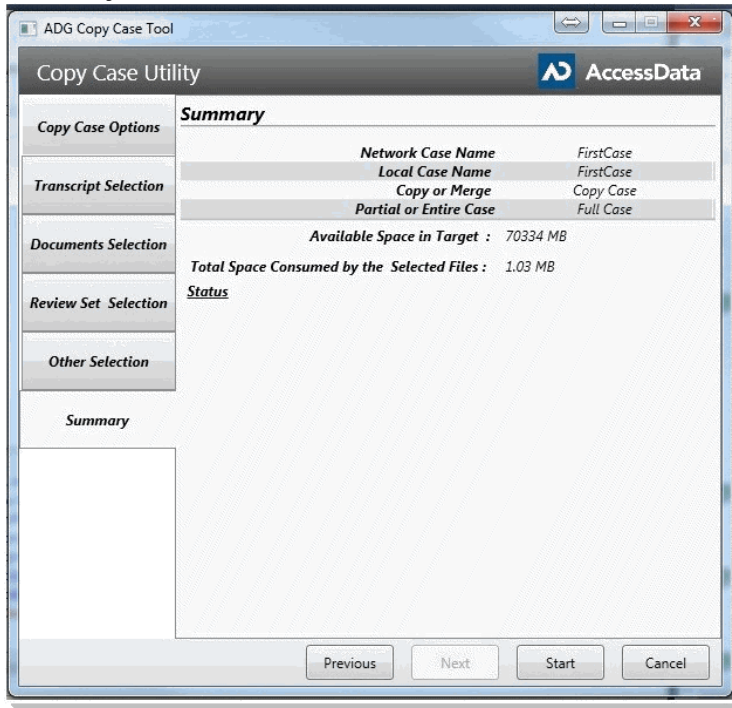 ADG Copy Case Tool
Copy Case Utility
AccessData
Copy Case Options
Transcript Selection
Documents Selection
Review Set Selection
Other Selection
Summary
Summary
Network Case Name FirstCase
Local Case Name FirstCase
Copy or Merge Copy Case
Partial or Entire Case Full Case
Available Space in Target : 70334 MB
Total Space Consumed by the Selected Files : 1.03 MB
Status
Previous Next Start Cancel